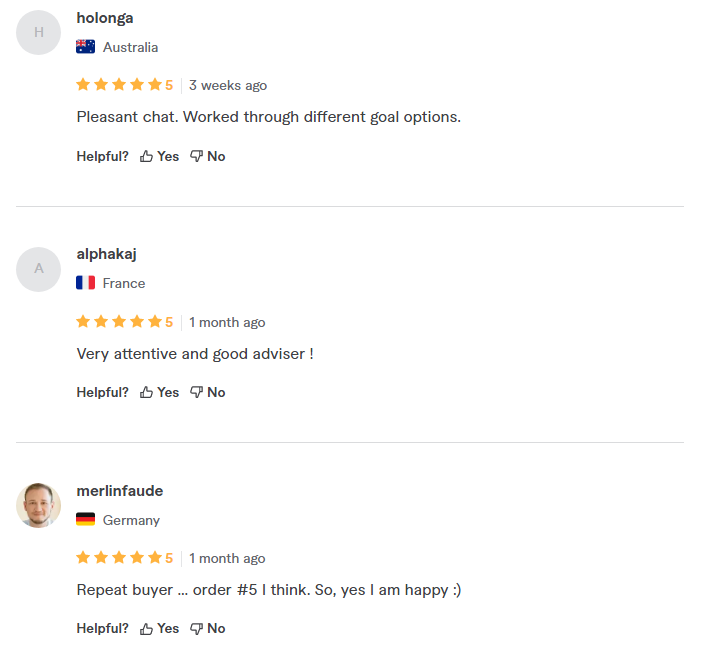 H
holonga
Australia
5 3 weeks ago
Pleasant chat. Worked through different goal options.
Helpful? Yes No
A
alphakaj
France
5 1 month ago
Very attentive and good adviser !
Helpful? Yes No
merlinfaude
Germany
5 1 month ago
Repeat buyer ... order #5 I think. So, yes I am happy :)
Helpful? Yes No